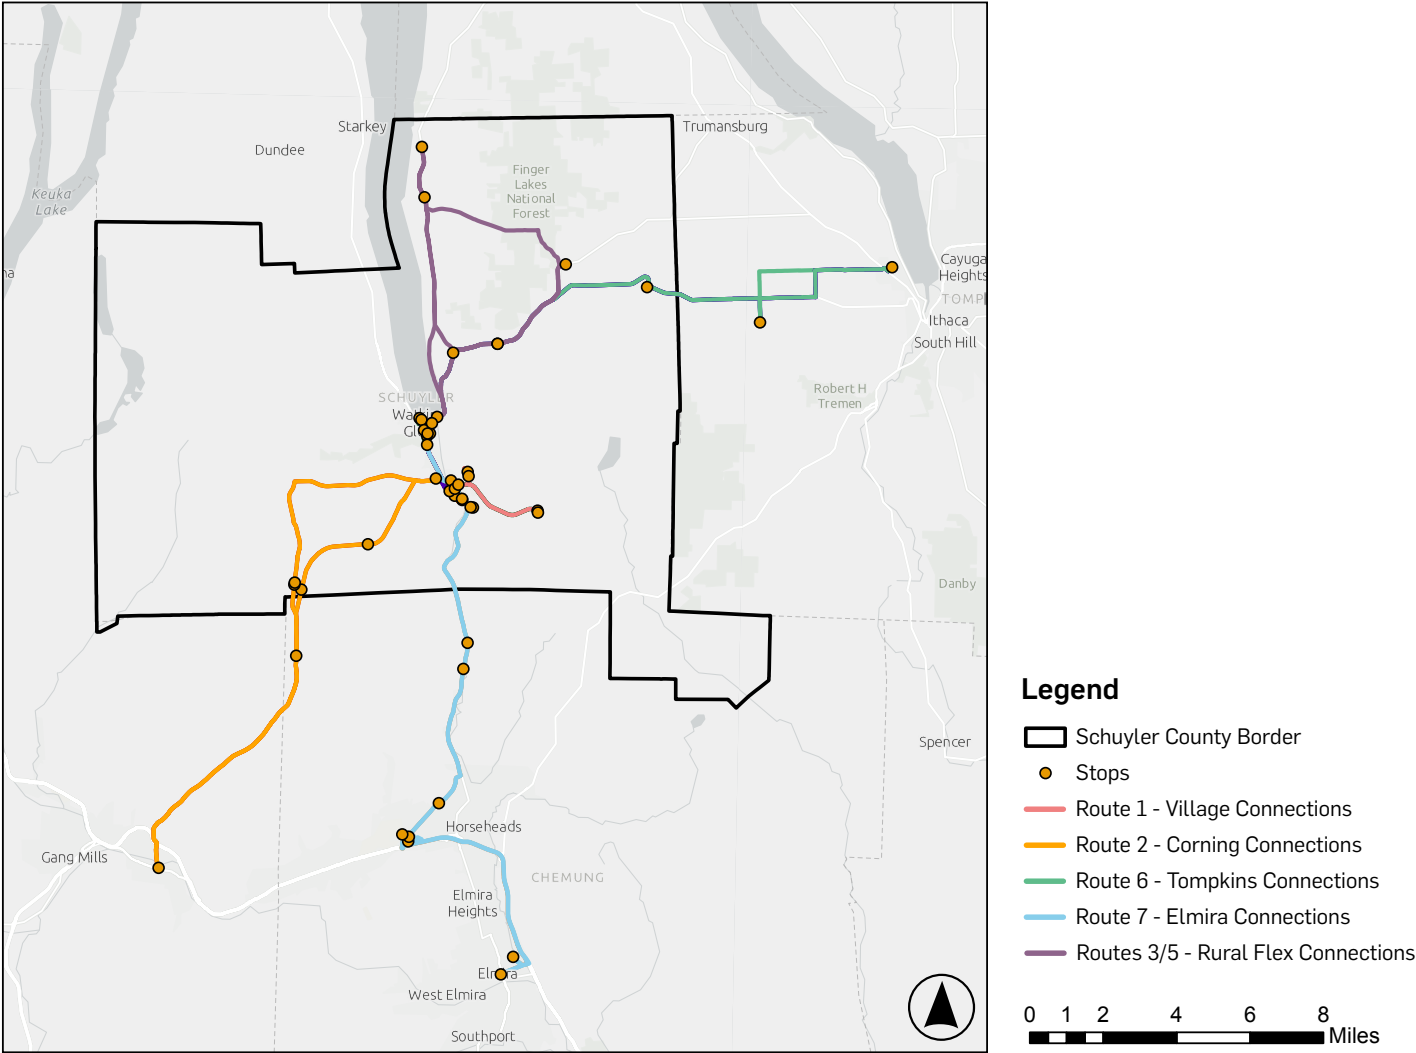 Starkey
Trumansburg
Dundee
Finger
Lakes
National
Forest
Keuka
Lake
Cayuga
Heights
TOMP
Ithaca
South Hill
Robert H
Tremen
SCHUYLER
Danby
Spencer
Horseheads
Gang Mills
CHEMUNG
Elmira
Heights
West Elmira
Southport
Legend
Schuyler County Border
Stops
Route 1 - Village Connections
Route 2 - Corning Connections
Route 6 - Tompkins Connections
Route 7 - Elmira Connections
Routes 3/5 - Rural Flex Connections
0 1 2 4 6 8
Miles